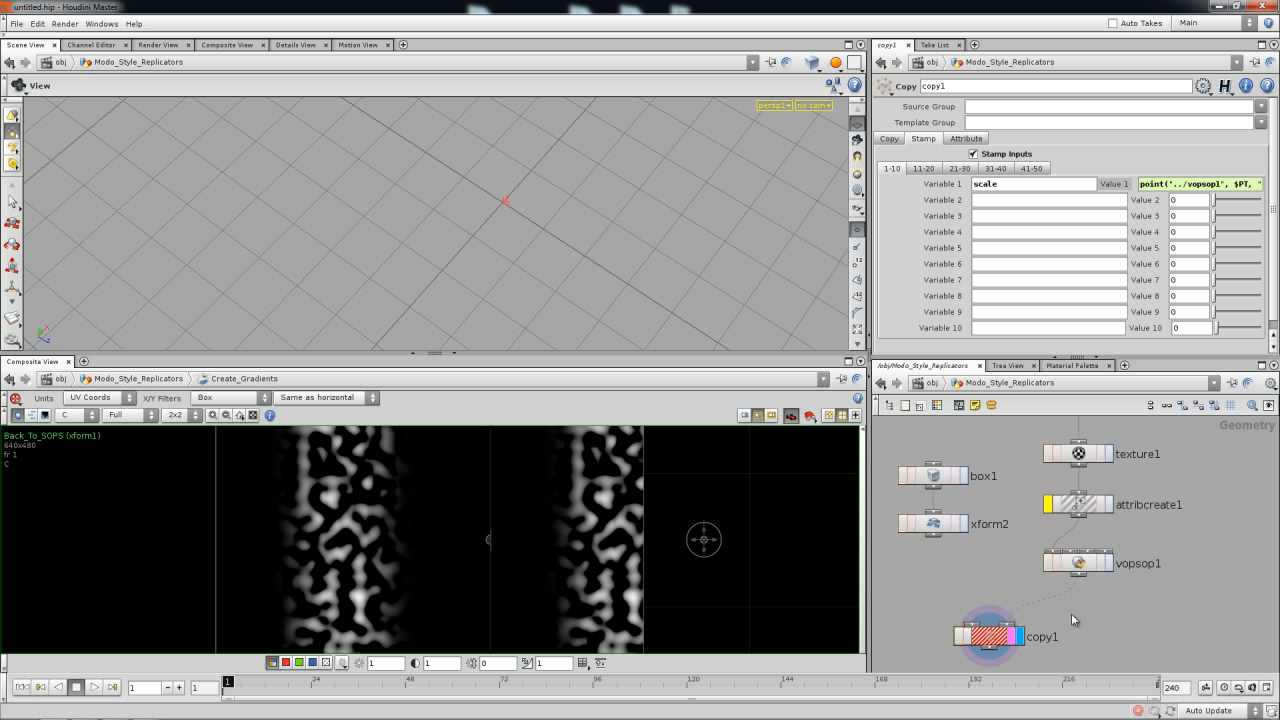 untitled.hip - Houdini Master
File Edit Render Windows Help
Auto Takes Main
Scene View Channel Editor Render View Composite View Details View Motion View
obj Modo_Style_Replicators
View
persp1 no cam
Composite View
obj Modo_Style_Replicators Create_Gradients
Units UV Coords X/Y Filters Box Same as horizontal
C Full 2x2
Back_To_SOPS (xform1)
640x480
fr 1
C
1 1 0 1
copy1 Take List
obj Modo_Style_Replicators
Copy copy1
Source Group
Template Group
Copy Stamp Attribute
Stamp Inputs
1-10 11-20 21-30 31-40 41-50
Variable 1 scale Value 1 point("../vopsop1", $PT, "
Variable 2 Value 2 0
Variable 3 Value 3 0
Variable 4 Value 4 0
Variable 5 Value 5 0
Variable 6 Value 6 0
Variable 7 Value 7 0
Variable 8 Value 8 0
Variable 9 Value 9 0
Variable 10 Value 10 0
/obj/Modo_Style_Replicators Tree View Material Palette
obj Modo_Style_Replicators
Geometry
texture1
box1
attribcreate1
xform2
vopsop1
copy1
1 1 1 24 48 72 96 120 144 168 192 216 2 240
Auto Update